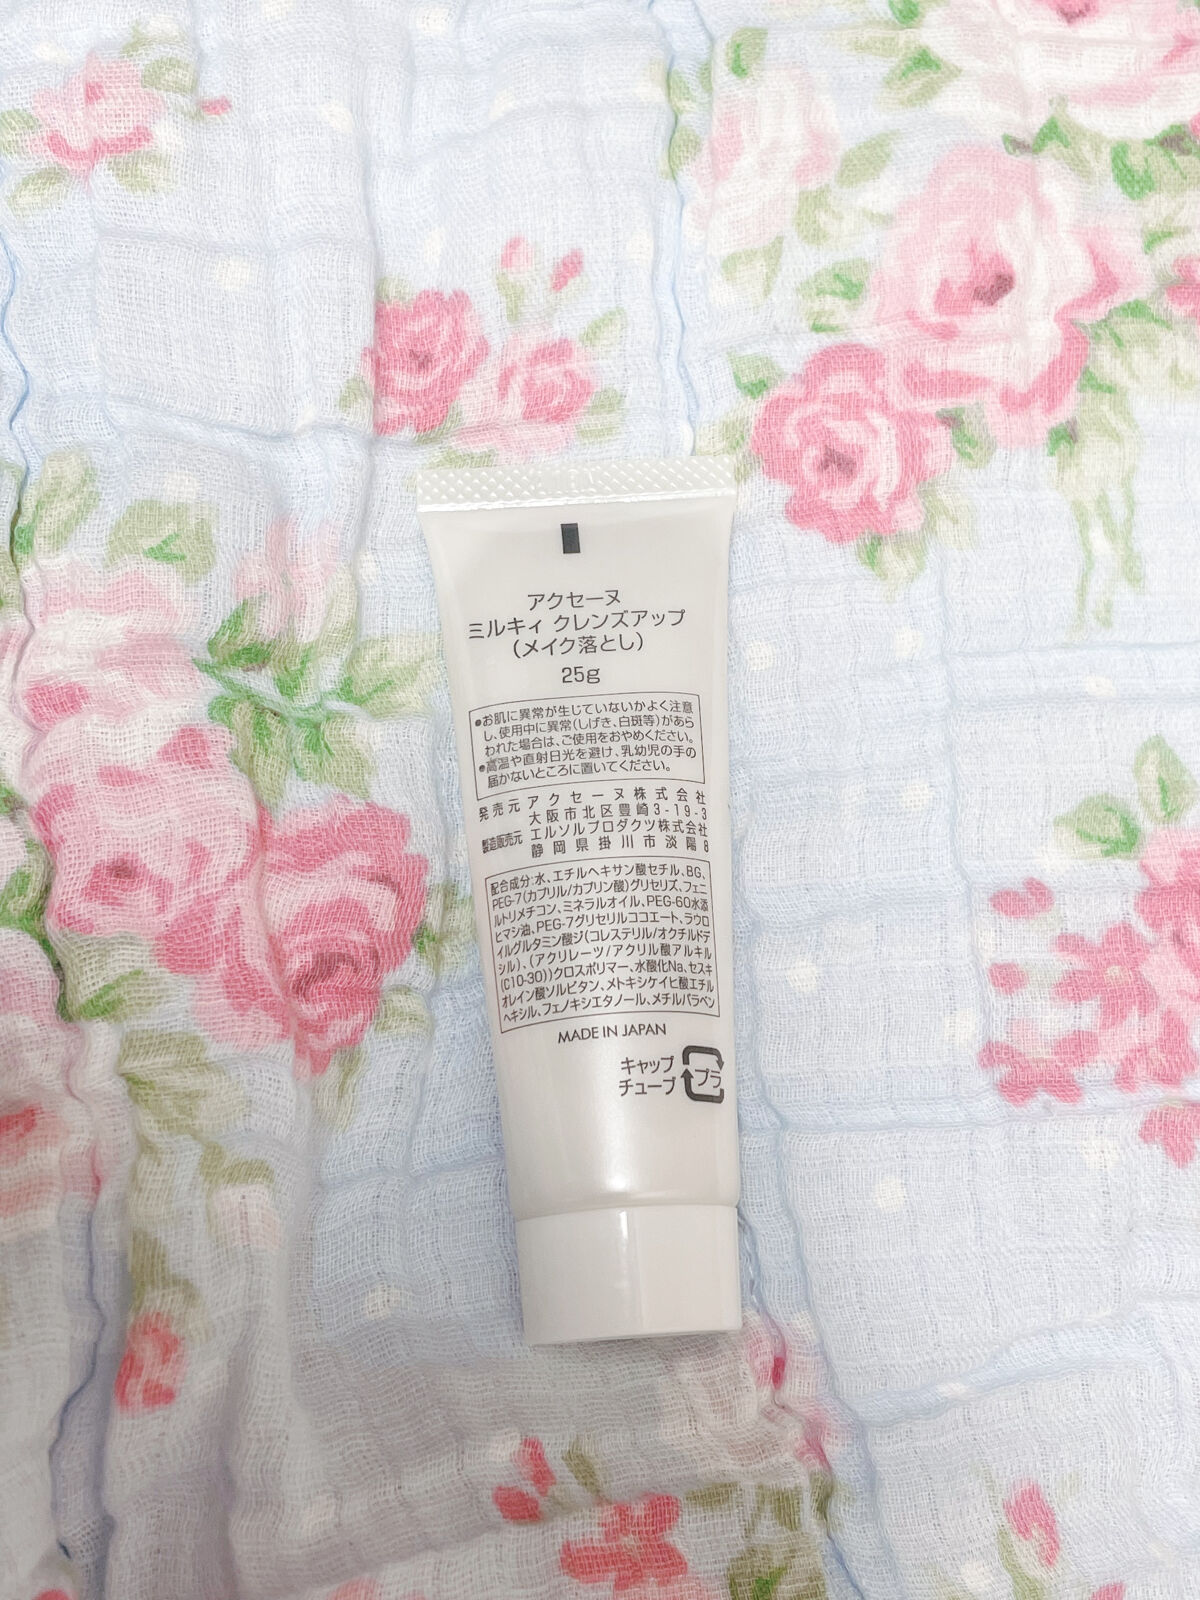 アクセーヌ
ミルキィ クレンズアップ
(メイク落とし)
25g
●お肌に異常が生じていないかよく注意
し、使用中に異常(しげき、白斑等)があら
われた場合は、ご使用をおやめください。
●高温や直射日光を避け、乳幼児の手の
届かないところに置いてください。
発売元 アクセーヌ株式会社
大阪市北区豊崎3-19-3
製造販売元 エルソルプロダクツ株式会社
静岡県掛川市淡陽8
配合成分:水、エチルヘキサン酸セチル、BG、
PEG-7(カプリル/カプリン酸)グリセリズ、フェニ
ルトリメチコン、ミネラルオイル、PEG-60水添
ヒマシ油、PEG-7グリセリルココエート、ラウロ
イルグルタミン酸ジ(コレステリル/オクチルドデ
シル)、(アクリレーツ/アクリル酸アルキル
(C10-30))クロスポリマー、水酸化Na、セスキ
オレイン酸ソルビタン、メトキシケイヒ酸エチル
ヘキシル、フェノキシエタノール、メチルパラベン
MADE IN JAPAN
キャップ
チューブ
プラ